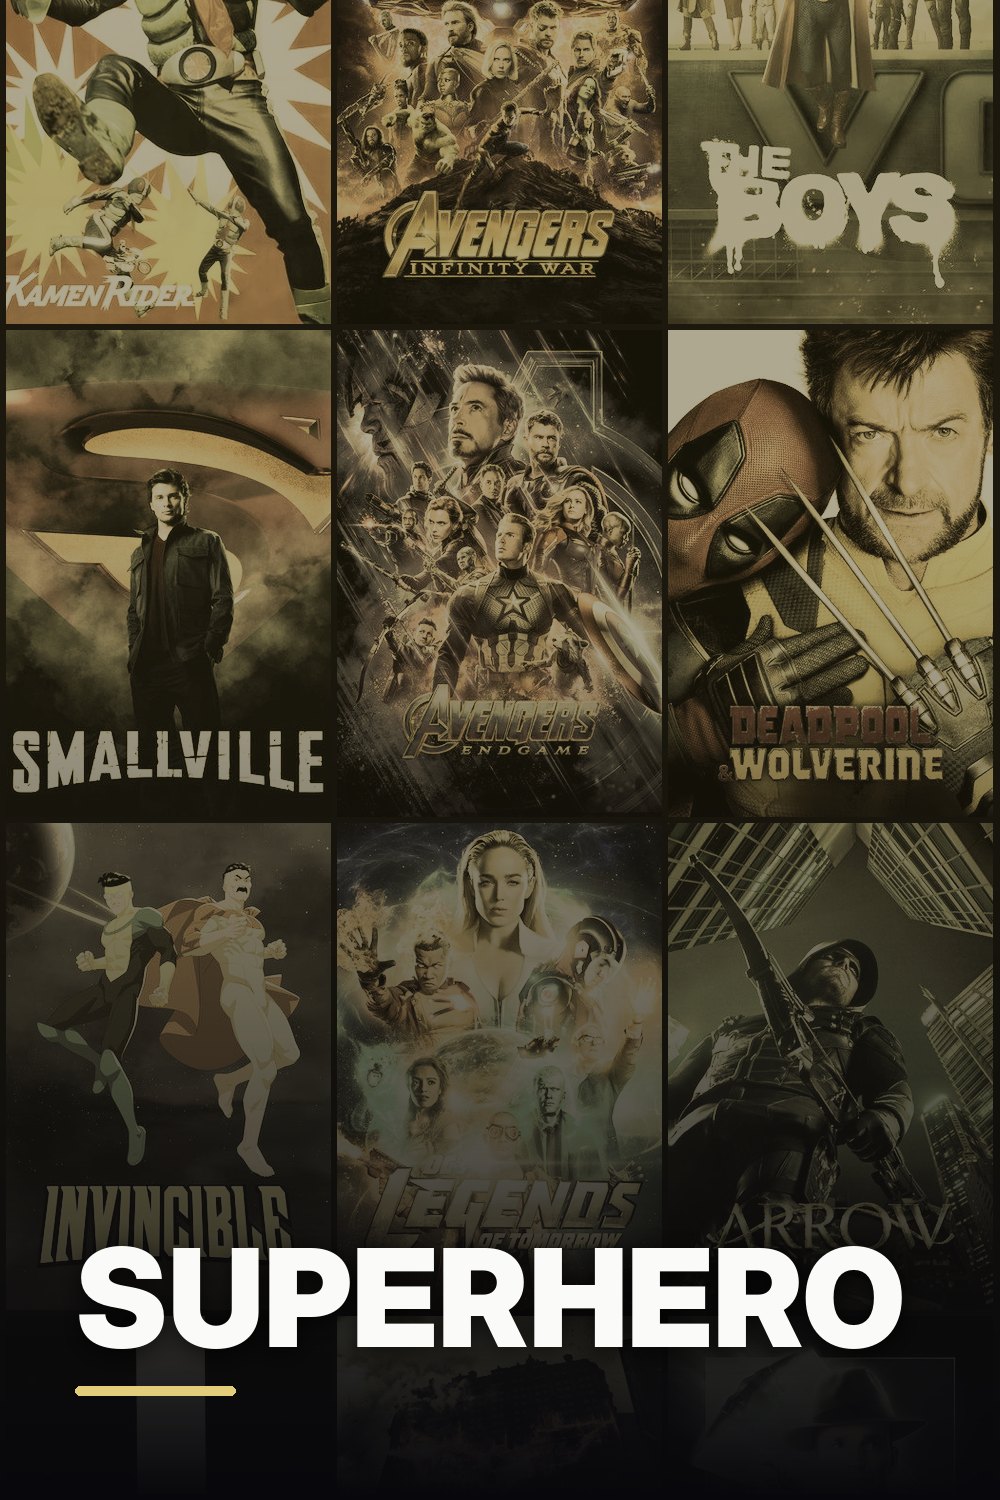 KAMEN RIDER
AVENGERS
INFINITY WAR
THE
BOYS
SMALLVILLE
AVENGERS
ENDGAME
DEADPOOL
& WOLVERINE
INVINCIBLE
LEGENDS
OF TOMORROW
ARROW
SUPERHERO